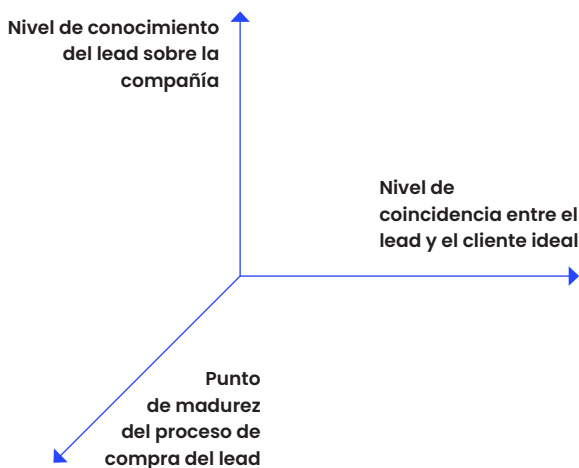 Nivel de conocimiento
del lead sobre la
compañía
Nivel de
coincidencia entre el
lead y el cliente ideal
Punto
de madurez
del proceso de
compra del lead